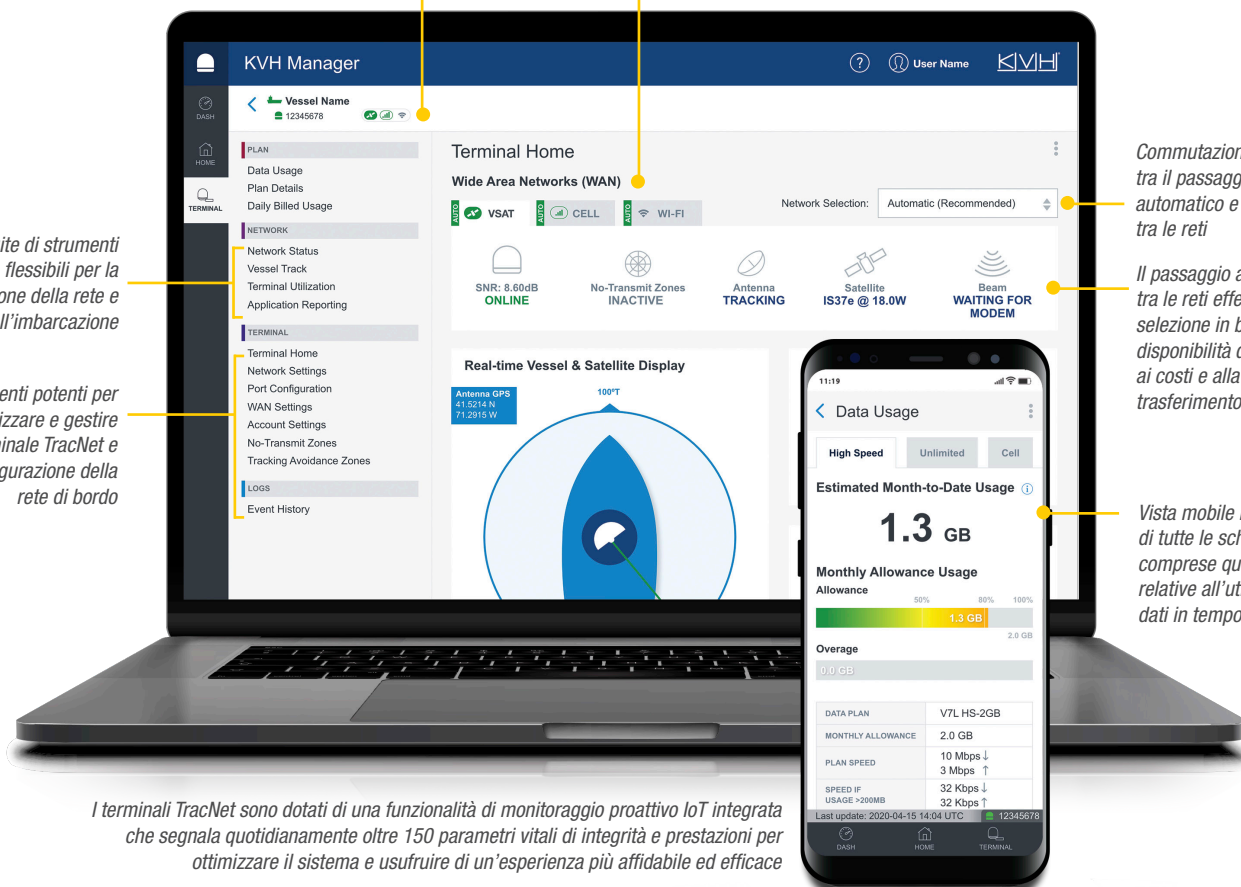 KVH Manager
?
User Name
KVH
DASH
HOME
TERMINAL
Vessel Name
12345678
PLAN
Data Usage
Plan Details
Daily Billed Usage
NETWORK
Network Status
Vessel Track
Terminal Utilization
Application Reporting
TERMINAL
Terminal Home
Network Settings
Port Configuration
WAN Settings
Account Settings
No-Transmit Zones
Tracking Avoidance Zones
LOGS
Event History
Terminal Home
Wide Area Networks (WAN)
AUTO VSAT AUTO CELL AUTO WI-FI
Network Selection: Automatic (Recommended)
SNR: 8.60dB
ONLINE
No-Transmit Zones
INACTIVE
Antenna
TRACKING
Satellite
IS37e @ 18.0W
Beam
WAITING FOR
MODEM
Real-time Vessel & Satellite Display
Antenna GPS
41.5214 N
71.2915 W
100ºT
11:19
Data Usage
High Speed Unlimited Cell
Estimated Month-to-Date Usage
1.3 GB
Monthly Allowance Usage
Allowance
50% 80% 100%
1.3 GB
2.0 GB
Overage
0.0 GB
DATA PLAN V7L HS-2GB
MONTHLY ALLOWANCE 2.0 GB
PLAN SPEED 10 Mbps↓
3 Mbps ↑
SPEED IF 32 Kbps↓
USAGE >200MB 32 Kbps↑
Last update: 2020-04-15 14:04 UTC 12345678
DASH HOME TERMINAL
ite di strumenti
flessibili per la
one della rete e
ll'imbarcazione
enti potenti per
izzare e gestire
minale TracNet e
gurazione della
rete di bordo
Commutazion
tra il passagg
automatico e
tra le reti
Il passaggio a
tra le reti effe
selezione in b
disponibilità d
ai costi e alla
trasferimento
Vista mobile
di tutte le sch
comprese qu
relative all'ut
dati in tempo
I terminali TracNet sono dotati di una funzionalità di monitoraggio proattivo IoT integrata
che segnala quotidianamente oltre 150 parametri vitali di integrità e prestazioni per
ottimizzare il sistema e usufruire di un'esperienza più affidabile ed efficace